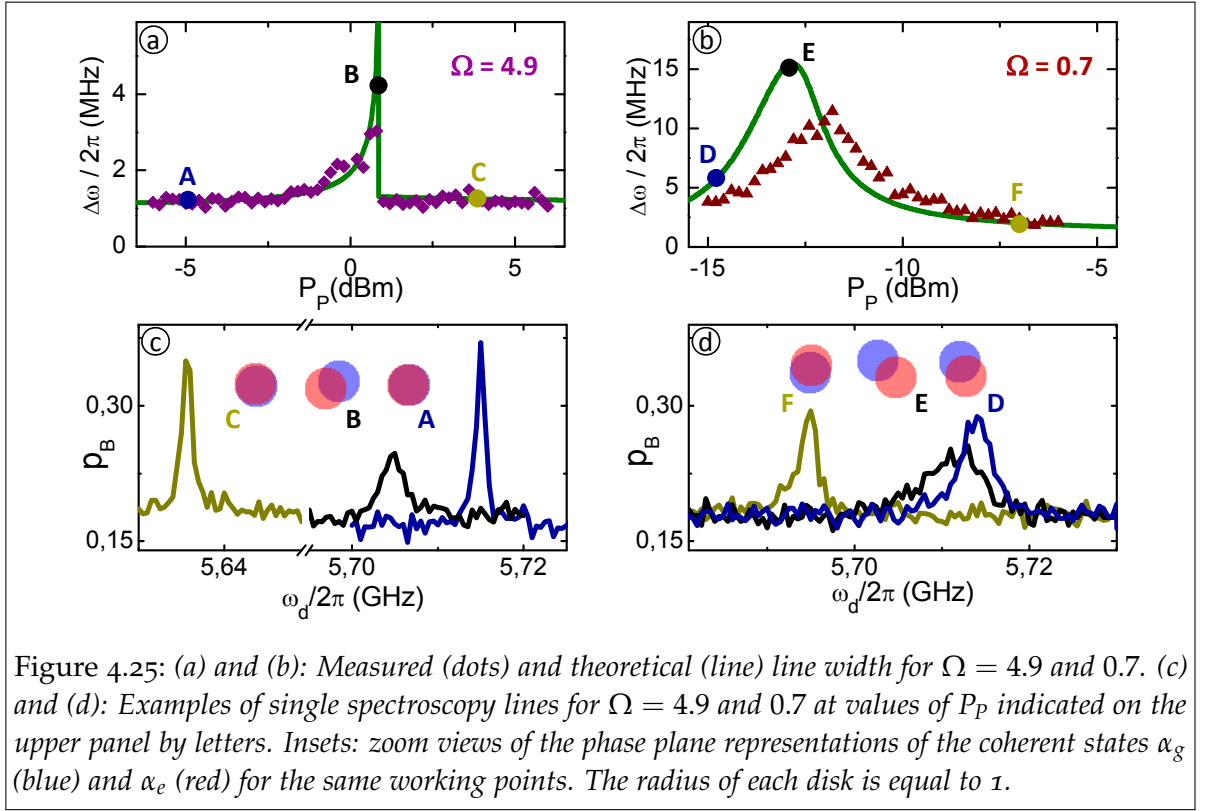 a
B
Ω = 4.9
A
C
Δω / 2π (MHz)
4
2
0
-5
0
5
P_P(dBm)
b
E
Ω = 0.7
D
F
Δω / 2π (MHz)
15
10
5
0
-15
-10
-5
P_P (dBm)
c
C
B
A
p_B
0,30
0,15
5,64
5,70
5,72
ω_d/2π (GHz)
d
F
E
D
p_B
0,30
0,15
5,70
5,72
ω_d/2π (GHz)
Figure 4.25: (a) and (b): Measured (dots) and theoretical (line) line width for Ω = 4.9 and 0.7. (c)
and (d): Examples of single spectroscopy lines for Ω = 4.9 and 0.7 at values of P_P indicated on the
upper panel by letters. Insets: zoom views of the phase plane representations of the coherent states α_g
(blue) and α_e (red) for the same working points. The radius of each disk is equal to 1.